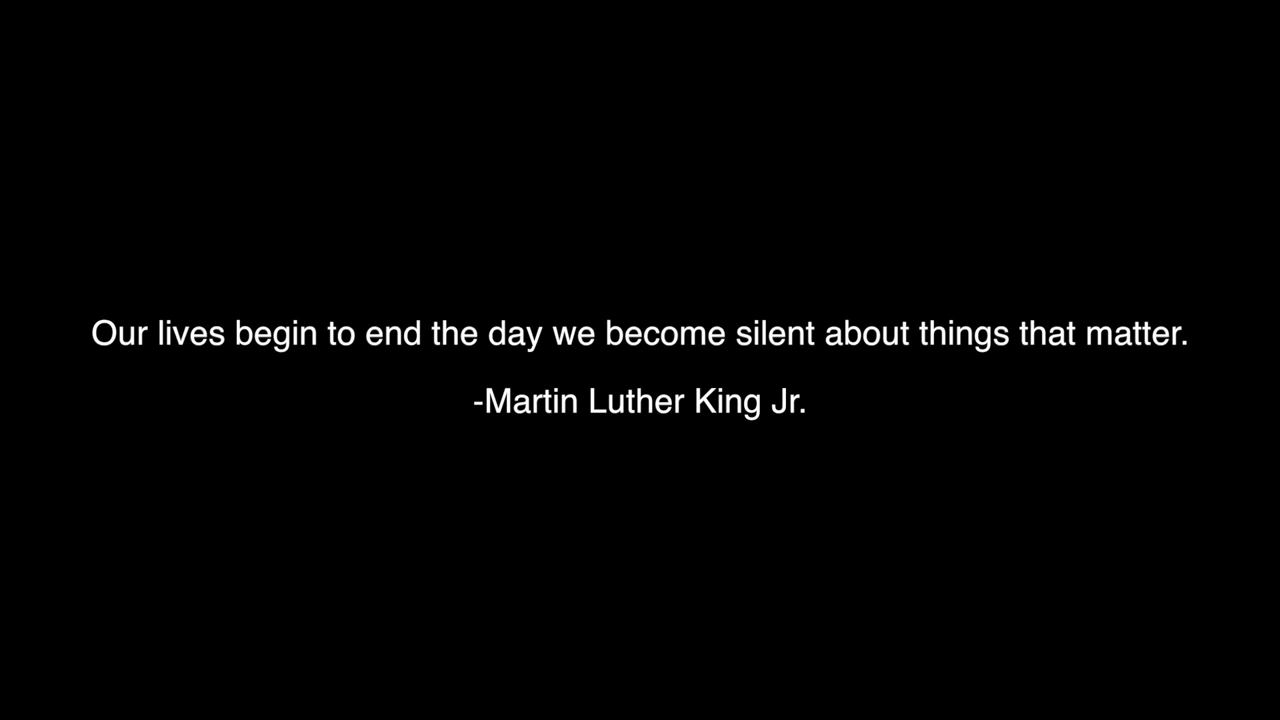 Our lives begin to end the day we become silent about things that matter.
-Martin Luther King Jr.